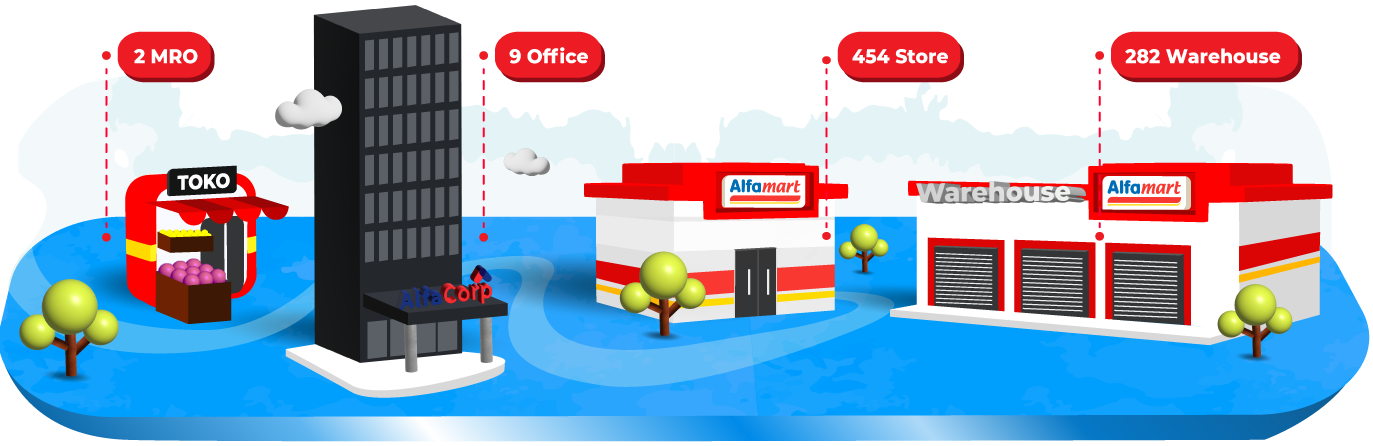 2 MRO
9 Office
454 Store
282 Warehouse
TOKO
Alfamart
Warehouse
Alfamart
AlfaCorp